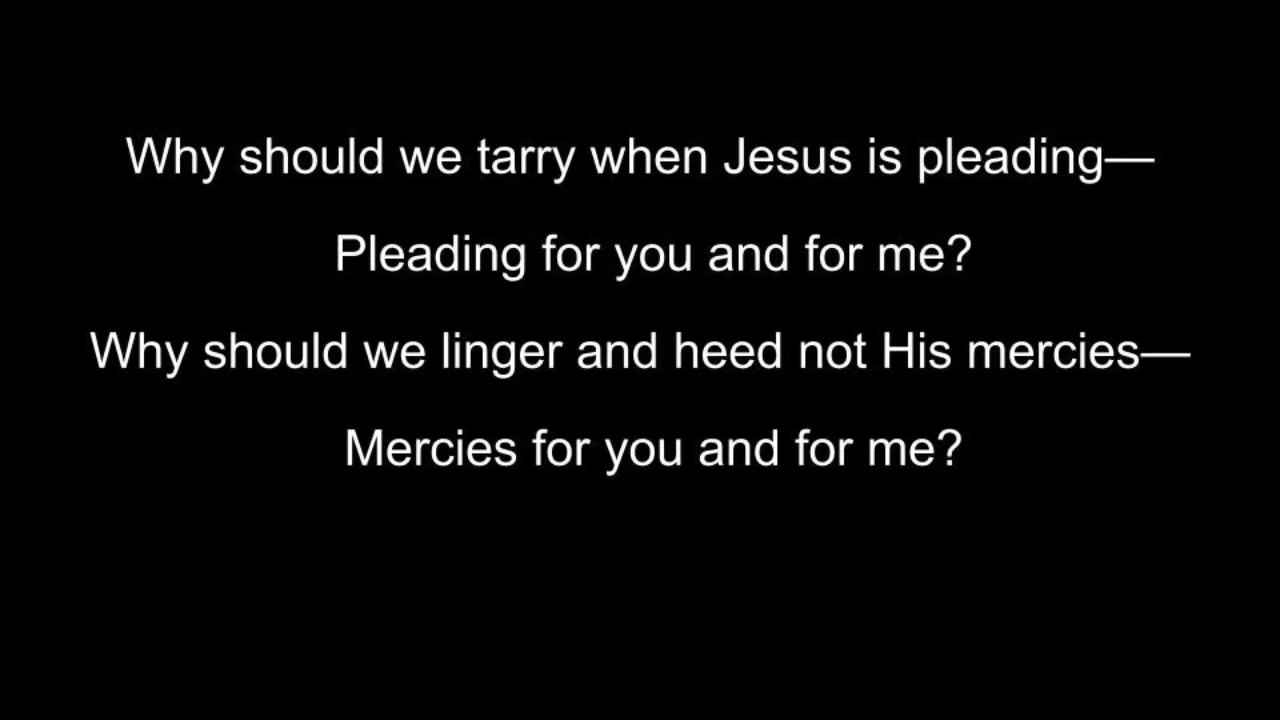 Why should we tarry when Jesus is pleading—
Pleading for you and for me?
Why should we linger and heed not His mercies—
Mercies for you and for me?